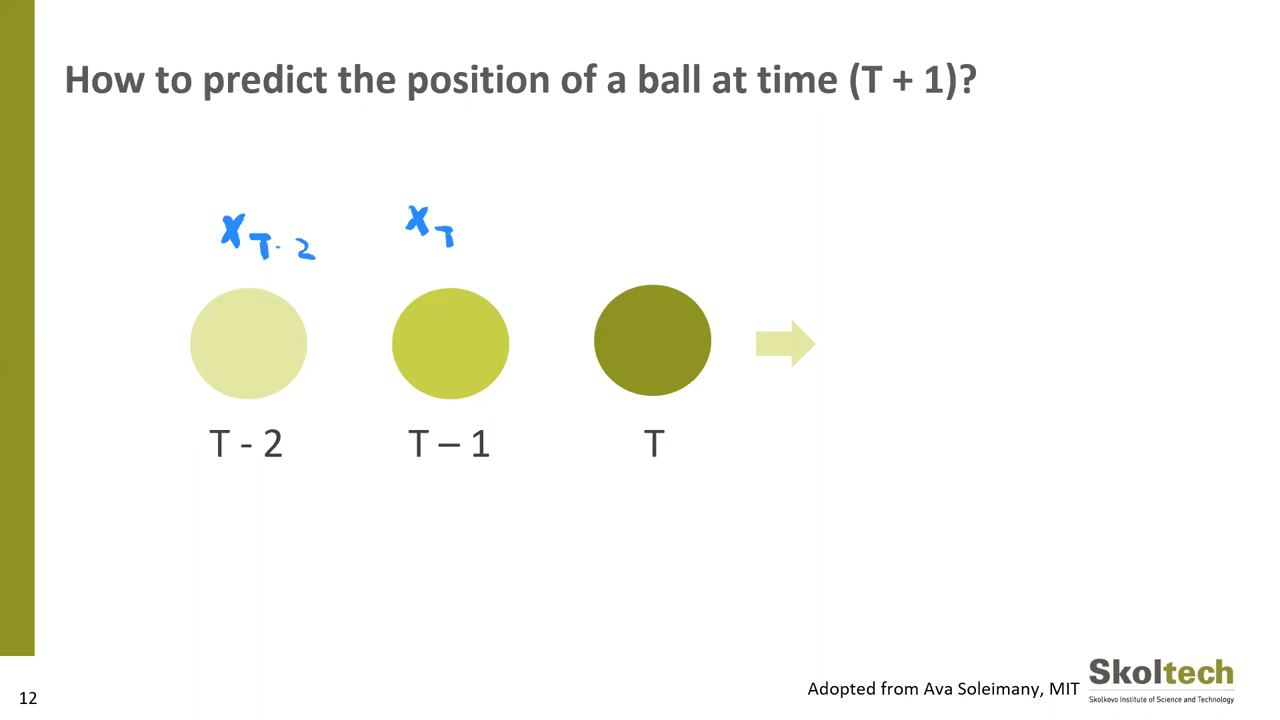 How to predict the position of a ball at time (T + 1)?
X T-2
X T
T - 2
T – 1
T
Adopted from Ava Soleimany, MIT
Skoltech
Skolkovo Institute of Science and Technology
12